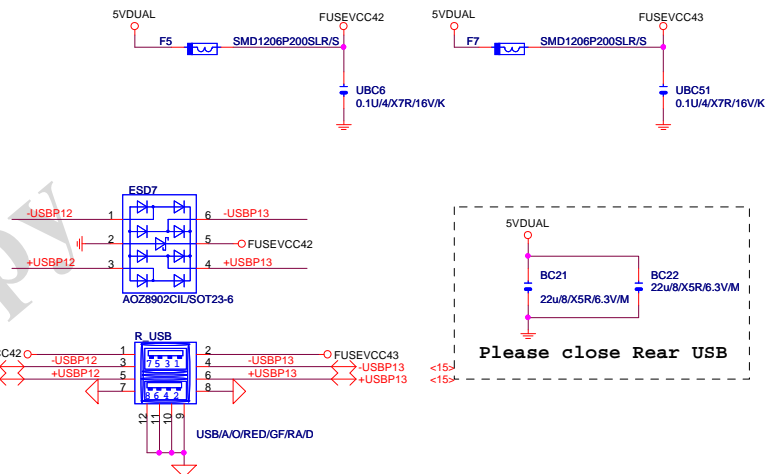 5VDUAL FUSEVCC42 5VDUAL FUSEVCC43
F5 SMD1206P200SLR/S F7 SMD1206P200SLR/S
UBC6 UBC51
0.1U/4/X7R/16V/K 0.1U/4/X7R/16V/K
ESD7
-USBP12 1 6 -USBP13
2 5 FUSEVCC42
+USBP12 3 4 +USBP13
AOZ8902CIL/SOT23-6
5VDUAL
BC21 BC22
22u/8/X5R/6.3V/M 22u/8/X5R/6.3V/M
Please close Rear USB
R_USB
CC42 1 2 FUSEVCC43
-USBP12 3 4 -USBP13 -USBP13 <15>
+USBP12 5 6 +USBP13 +USBP13 <15>
7 8
7 5 3 1
8 6 4 2
12 11 10 9
USB/A/O/RED/GF/RA/D
py